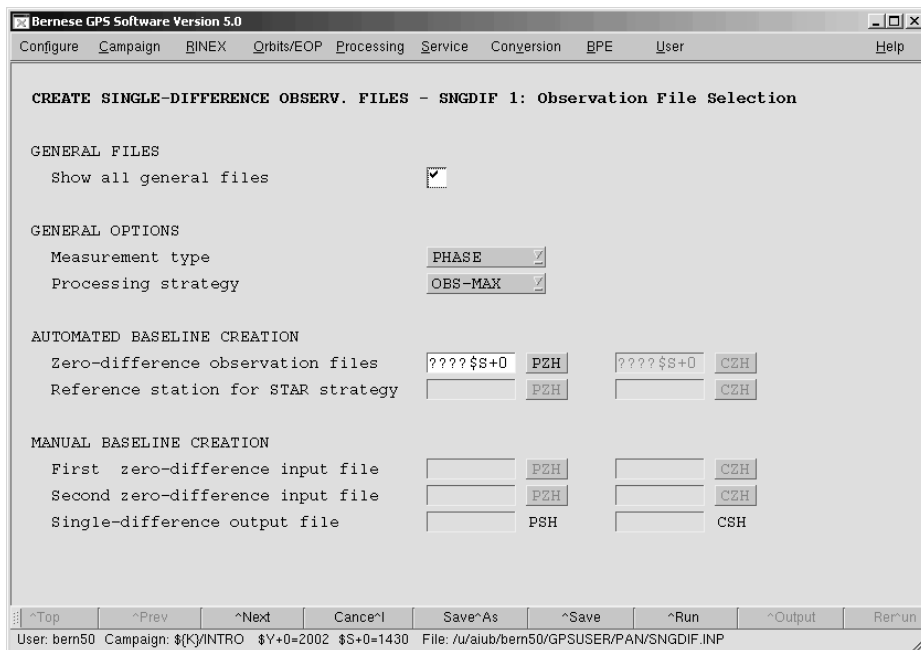 Bernese GPS Software Version 5.0
Configure Campaign RINEX Orbits/EOP Processing Service Conversion BPE User Help
CREATE SINGLE-DIFFERENCE OBSERV. FILES - SNGDIF 1: Observation File Selection
GENERAL FILES
Show all general files
GENERAL OPTIONS
Measurement type PHASE
Processing strategy OBS-MAX
AUTOMATED BASELINE CREATION
Zero-difference observation files ????$S+0 PZH ????$S+0 CZH
Reference station for STAR strategy PZH CZH
MANUAL BASELINE CREATION
First zero-difference input file PZH CZH
Second zero-difference input file PZH CZH
Single-difference output file PSH CSH
^Top ^Prev ^Next Cance^l Save^As ^Save ^Run ^Output Rer^un
User: bern50 Campaign: ${K}/INTRO $Y+0=2002 $S+0=1430 File: /u/aiub/bern50/GPSUSER/PAN/SNGDIF.INP